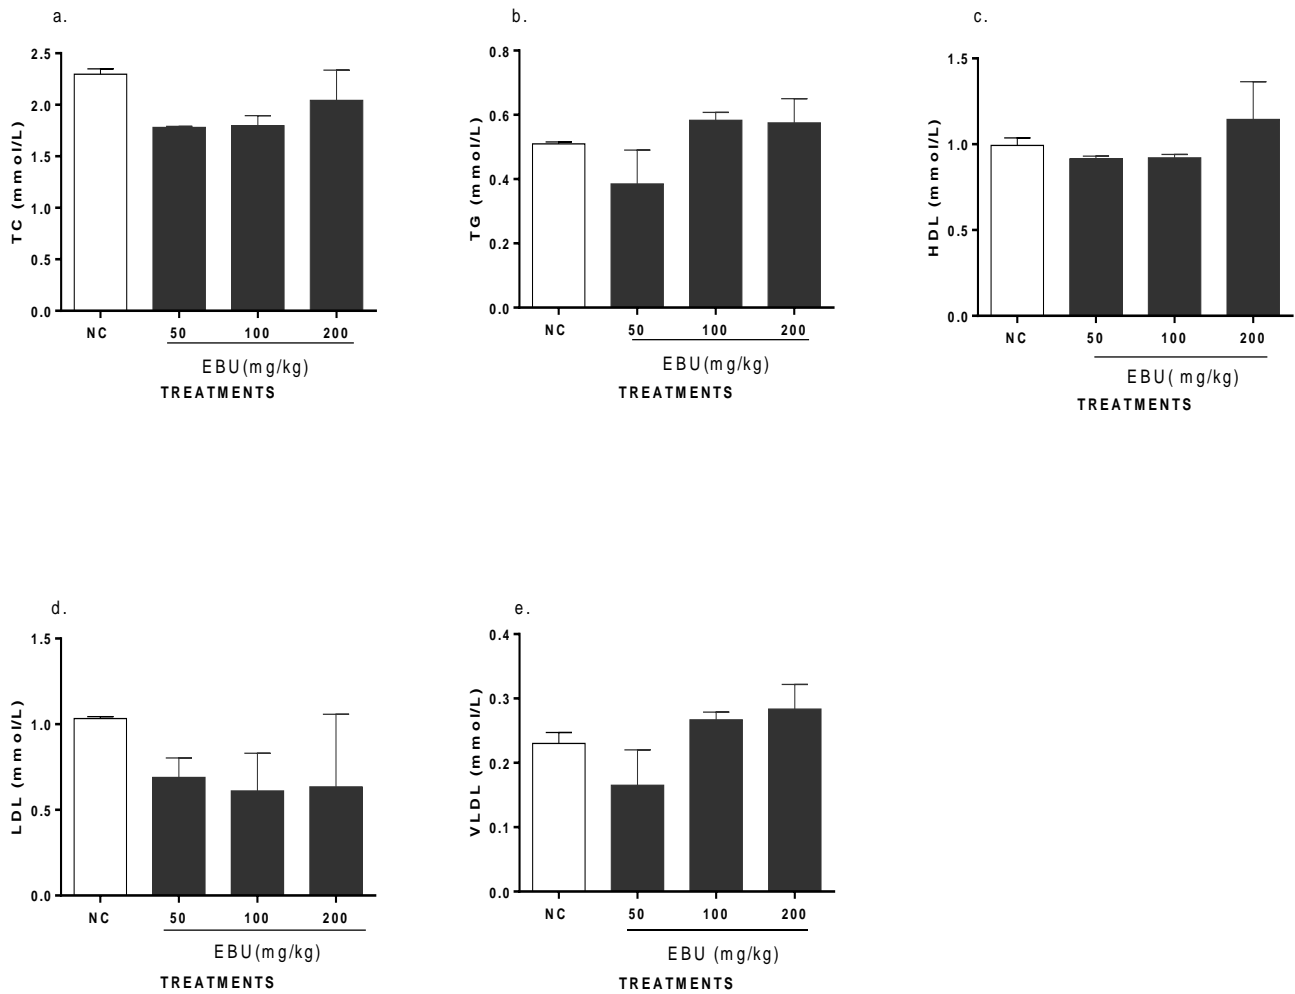 a.
TC (mmol/L)
2.5
2.0
1.5
1.0
0.5
0.0
NC 50 100 200
EBU(mg/kg)
TREATMENTS
b.
TG (mmol/L)
0.8
0.6
0.4
0.2
0.0
NC 50 100 200
EBU(mg/kg)
TREATMENTS
c.
HDL (mmol/L)
1.5
1.0
0.5
0.0
NC 50 100 200
EBU( mg/kg)
TREATMENTS
d.
LDL (mmol/L)
1.5
1.0
0.5
0.0
NC 50 100 200
EBU(mg/kg)
TREATMENTS
e.
VLDL (mmol/L)
0.4
0.3
0.2
0.1
0.0
NC 50 100 200
EBU (mg/kg)
TREATMENTS